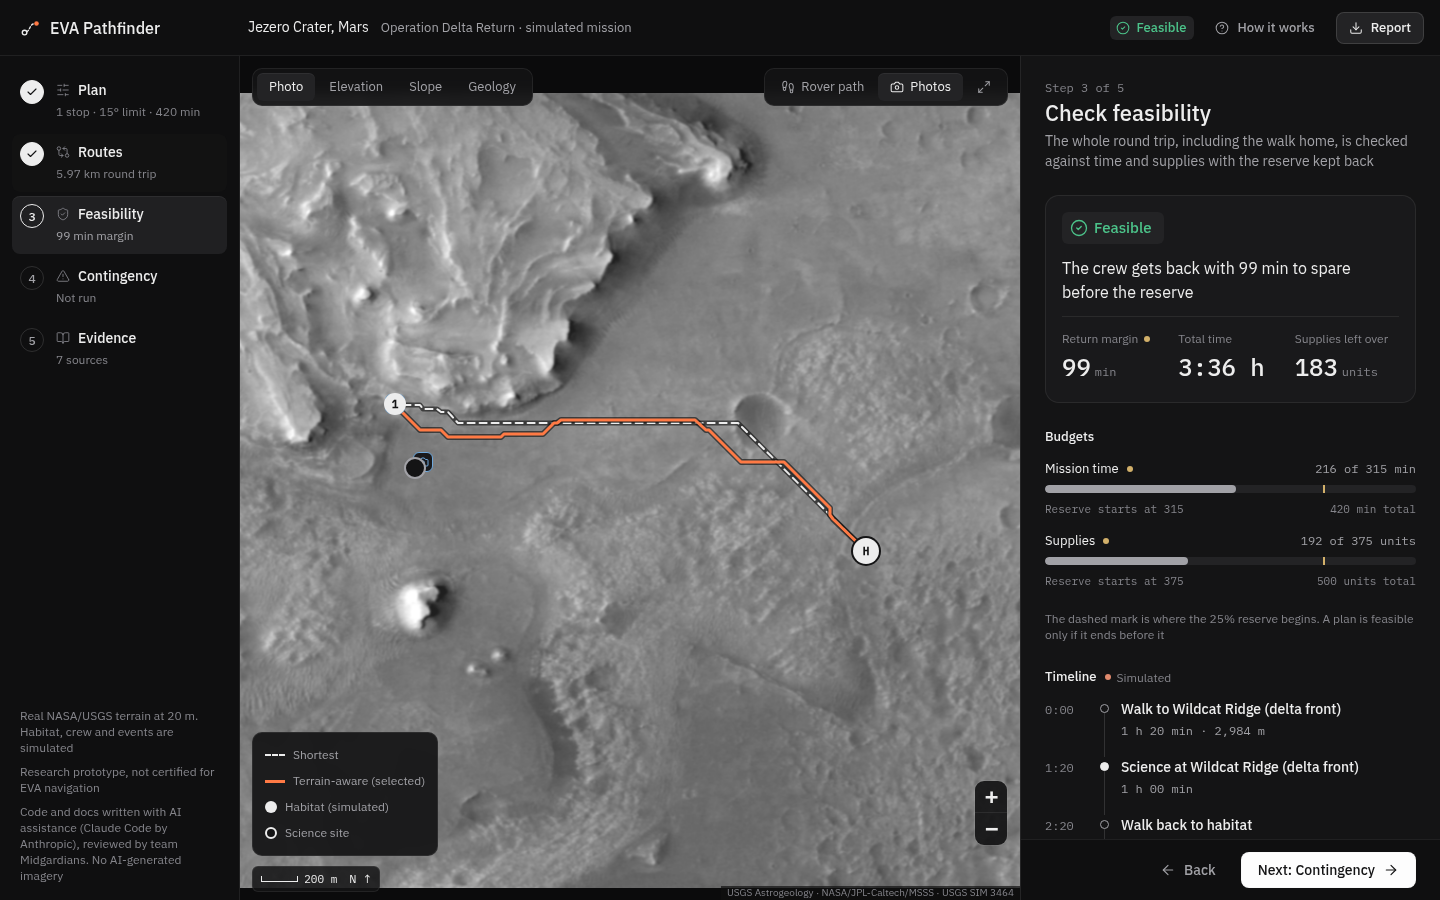 EVA Pathfinder
Jezero Crater, Mars
Operation Delta Return · simulated mission
Feasible
How it works
Report
Plan
1 stop · 15° limit · 420 min
Routes
5.97 km round trip
3
Feasibility
99 min margin
4
Contingency
Not run
5
Evidence
7 sources
Real NASA/USGS terrain at 20 m.
Habitat, crew and events are
simulated
Research prototype, not certified for
EVA navigation
Code and docs written with AI
assistance (Claude Code by
Anthropic), reviewed by team
Midgardians. No AI-generated
imagery
Photo
Elevation
Slope
Geology
Rover path
Photos
1
H
Shortest
Terrain-aware (selected)
Habitat (simulated)
Science site
200 m N ↑
+
−
USGS Astrogeology · NASA/JPL-Caltech/MSSS · USGS SIM 3464
Step 3 of 5
Check feasibility
The whole round trip, including the walk home, is checked
against time and supplies with the reserve kept back
Feasible
The crew gets back with 99 min to spare
before the reserve
Return margin
Total time
Supplies left over
99 min
3:36 h
183 units
Budgets
Mission time
216 of 315 min
Reserve starts at 315
420 min total
Supplies
192 of 375 units
Reserve starts at 375
500 units total
The dashed mark is where the 25% reserve begins. A plan is feasible
only if it ends before it
Timeline
Simulated
0:00
Walk to Wildcat Ridge (delta front)
1 h 20 min · 2,984 m
1:20
Science at Wildcat Ridge (delta front)
1 h 00 min
2:20
Walk back to habitat
Back
Next: Contingency